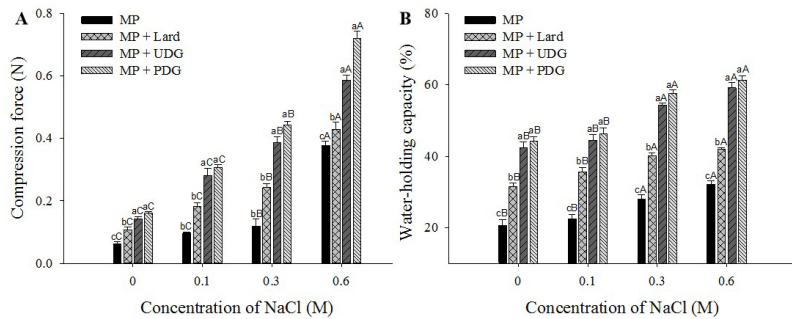 A
MP
MP + Lard
MP + UDG
MP + PDG
Compression force (N)
0.8
0.6
0.4
0.2
0.0
cC bC aC aC
bC bC aC aC
bB bB aB aB
cA bA aA aA
0 0.1 0.3 0.6
Concentration of NaCl (M)
B
MP
MP + Lard
MP + UDG
MP + PDG
Water-holding capacity (%)
80
60
40
20
cB bB aB aB
cB bB aB aB
cA bA aA aA
cA bA aA aA
0 0.1 0.3 0.6
Concentration of NaCl (M)